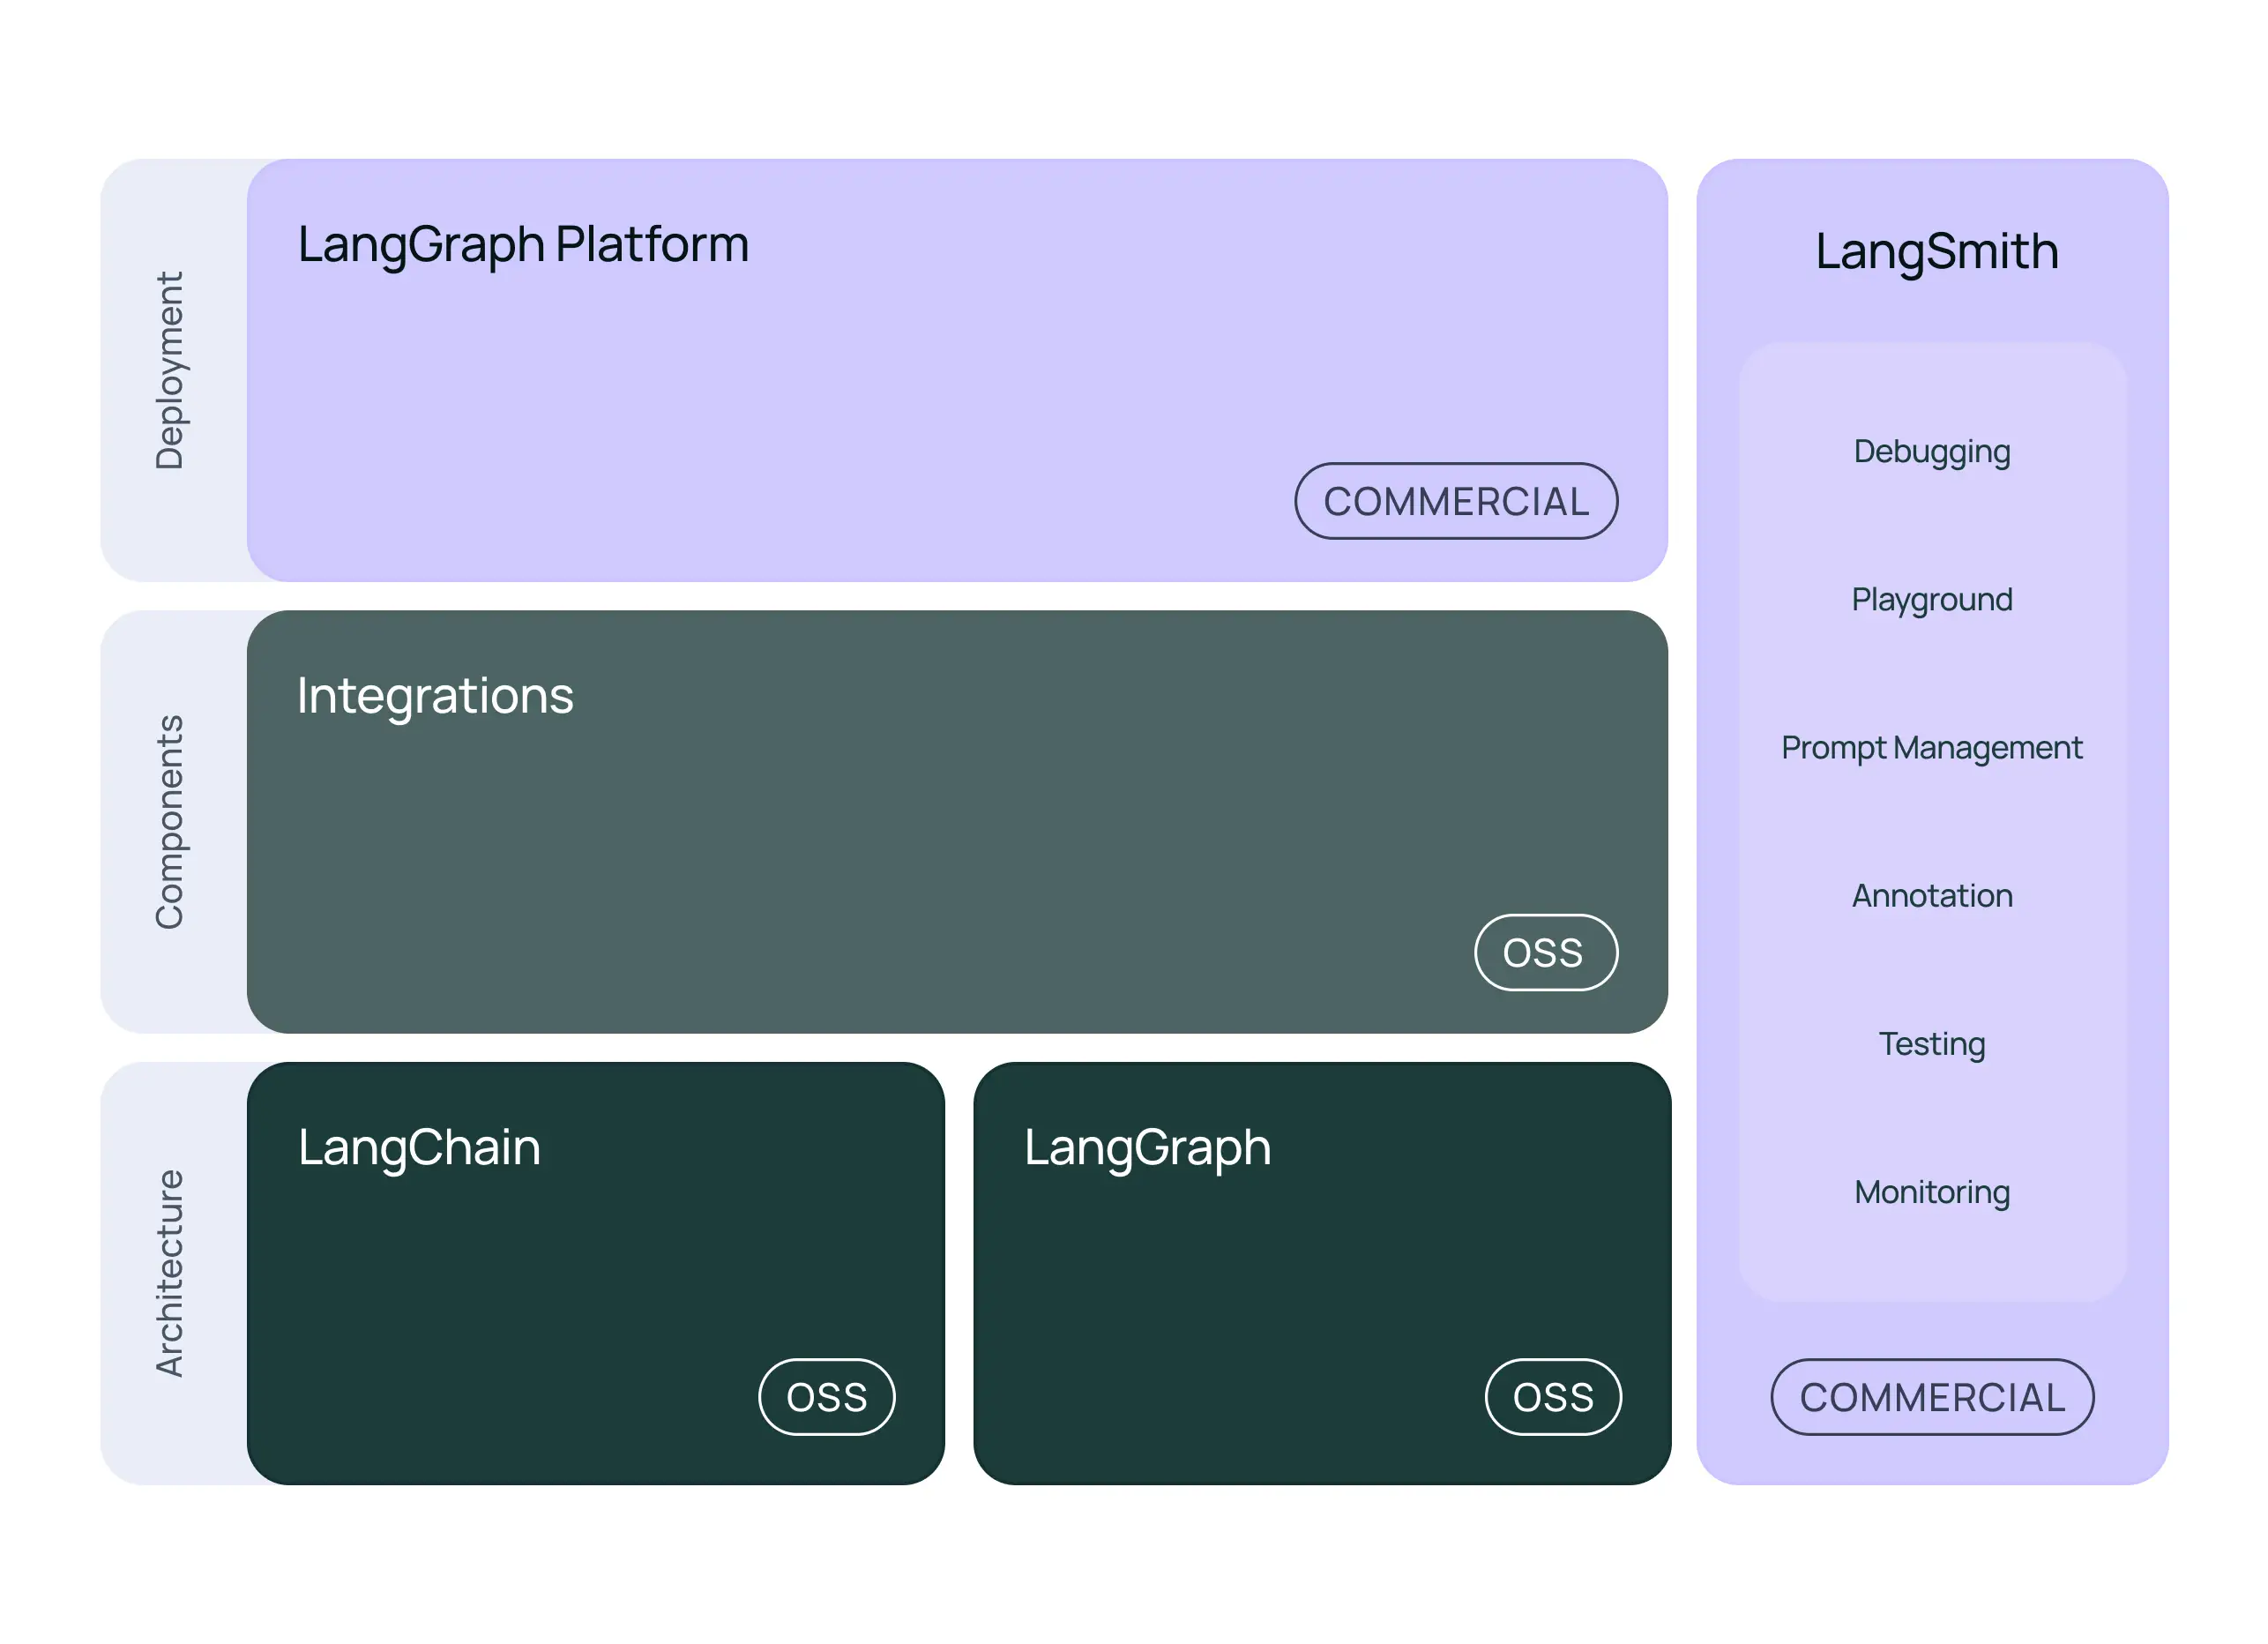 Deployment
LangGraph Platform
COMMERCIAL
Components
Integrations
OSS
Architecture
LangChain
OSS
LangGraph
OSS
LangSmith
Debugging
Playground
Prompt Management
Annotation
Testing
Monitoring
COMMERCIAL